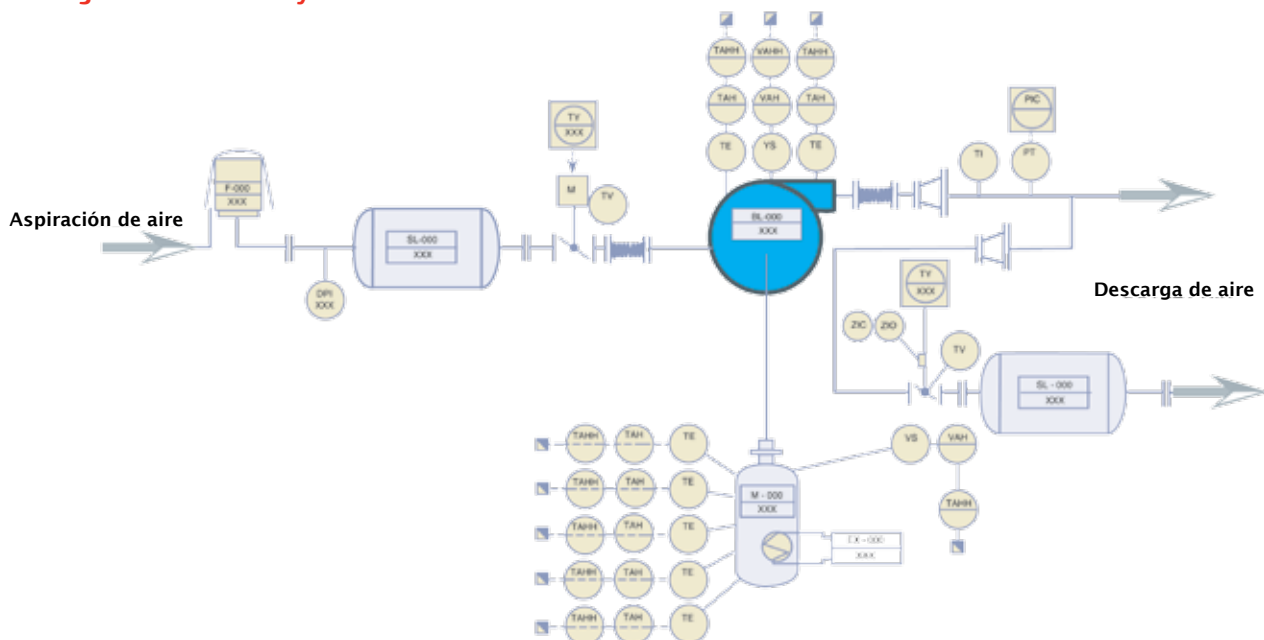 TAHH
VAHH
TAHH
TAH
VAH
TAH
TE
YS
TE
PIC
TI
PT
TY
XXX
M
TV
F-000
XXX
Aspiración de aire
SL-000
XXX
DPI
XXX
BL-000
XXX
TY
XXX
Descarga de aire
ZIC
ZIO
TV
SL - 000
XXX
TAHH
TAH
TE
VS
VAH
TAHH
TAH
TE
M - 000
XXX
TAHH
TAHH
TAH
TE
XXX
TAHH
TAH
TE
TAHH
TAH
TE